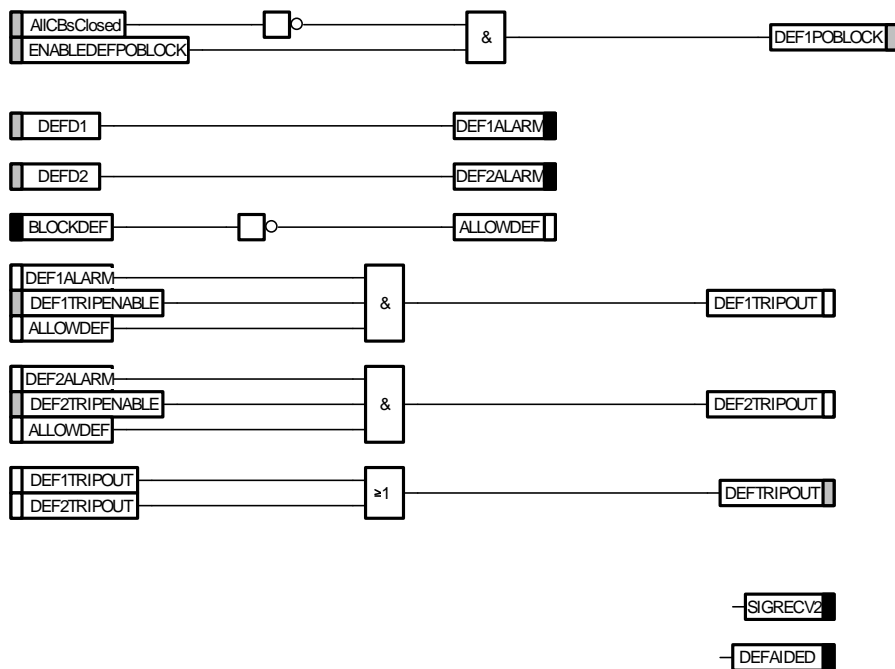 AllCBsClosed
ENABLEDEFPOBLOCK
&
DEF1POBLOCK
DEFD1
DEF1ALARM
DEFD2
DEF2ALARM
BLOCKDEF
ALLOWDEF
DEF1ALARM
DEF1TRIPENABLE
ALLOWDEF
&
DEF1TRIPOUT
DEF2ALARM
DEF2TRIPENABLE
ALLOWDEF
&
DEF2TRIPOUT
DEF1TRIPOUT
DEF2TRIPOUT
≥1
DEFTRIPOUT
SIGRECV2
DEFAIDED